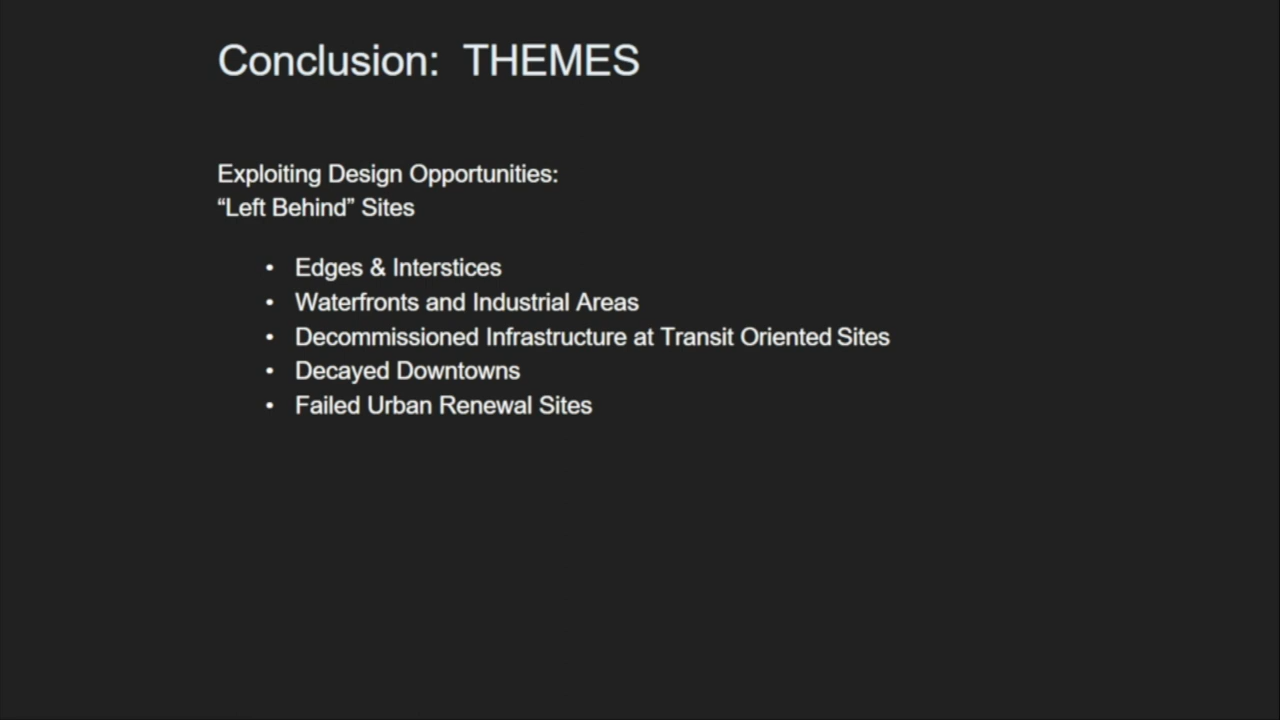 Conclusion: THEMES
Exploiting Design Opportunities:
“Left Behind” Sites
• Edges & Interstices
• Waterfronts and Industrial Areas
• Decommissioned Infrastructure at Transit Oriented Sites
• Decayed Downtowns
• Failed Urban Renewal Sites